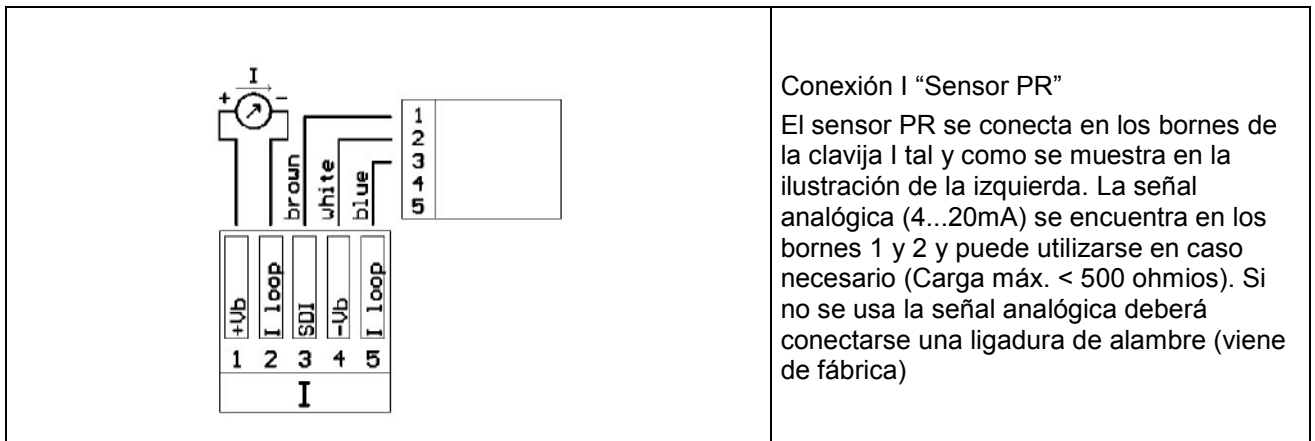 I
+ -
1
2
3
4
5
brown
white
blue
+Vb
I loop
SDI
-Vb
I loop
1 2 3 4 5
I
Conexión I “Sensor PR”
El sensor PR se conecta en los bornes de
la clavija I tal y como se muestra en la
ilustración de la izquierda. La señal
analógica (4...20mA) se encuentra en los
bornes 1 y 2 y puede utilizarse en caso
necesario (Carga máx. < 500 ohmios). Si
no se usa la señal analógica deberá
conectarse una ligadura de alambre (viene
de fábrica)